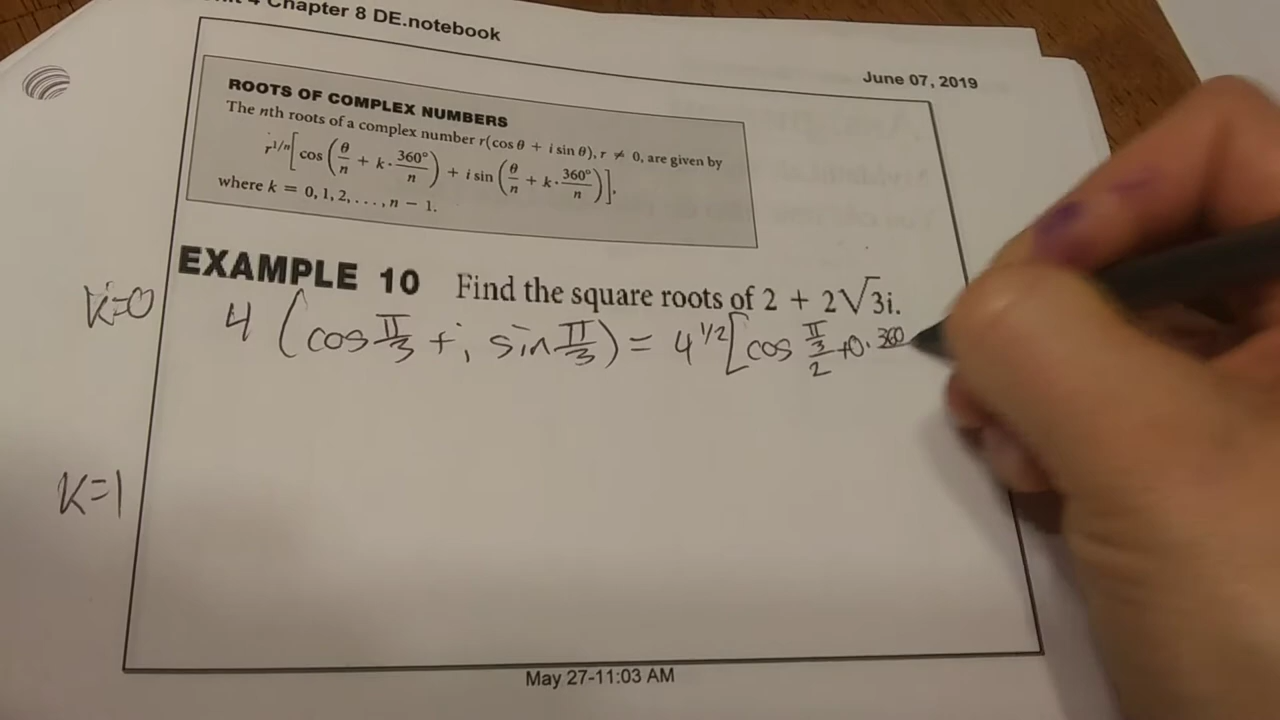 Chapter 8 DE.notebook
June 07, 2019
ROOTS OF COMPLEX NUMBERS
The nth roots of a complex number r(cos θ + i sin θ), r ≠ 0, are given by
r^1/n[cos(θ/n + k·360°/n) + i sin(θ/n + k·360°/n)],
where k = 0, 1, 2, . . . , n − 1.
EXAMPLE 10 Find the square roots of 2 + 2√3i.
k=0
4 (cos π/3 + i sin π/3) = 4^1/2[cos π/3/2 +0·360
k=1
May 27-11:03 AM